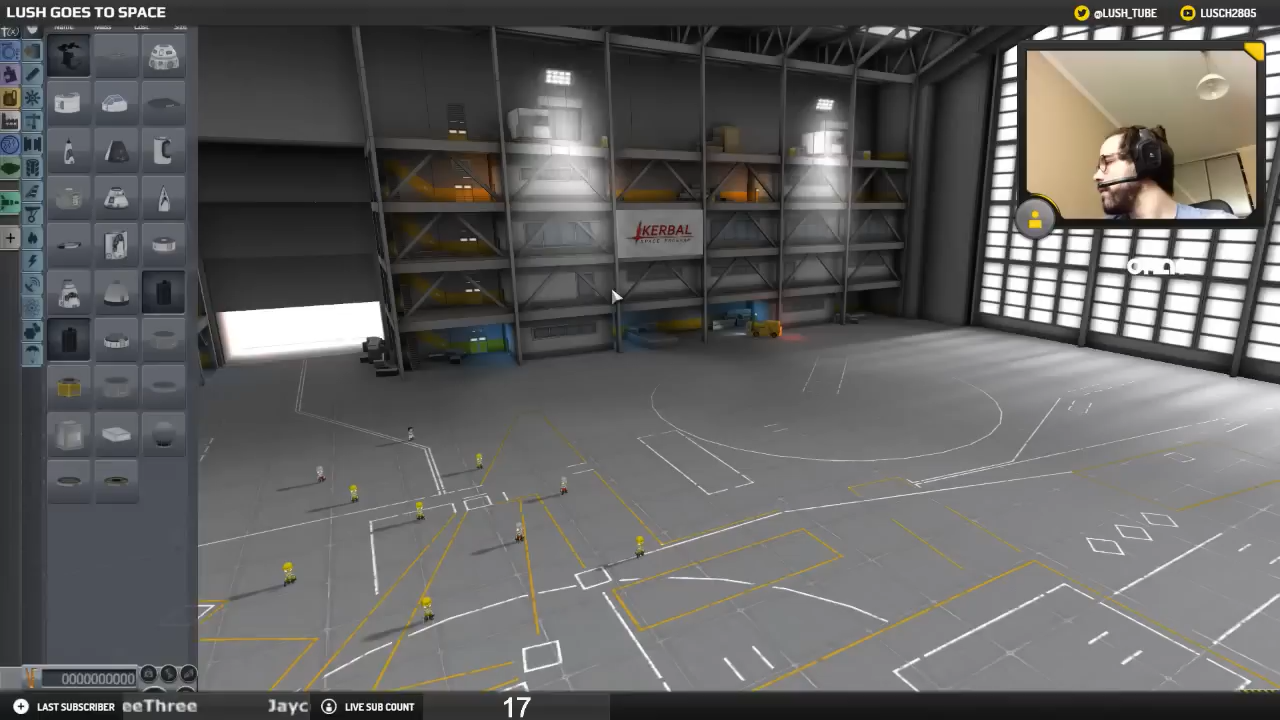 LUSH GOES TO SPACE
@LUSH_TUBE
LUSCH2805
KERBAL
SPACE PROGRAM
0000000000
LAST SUBSCRIBER
eeThree
Jayc
LIVE SUB COUNT
17